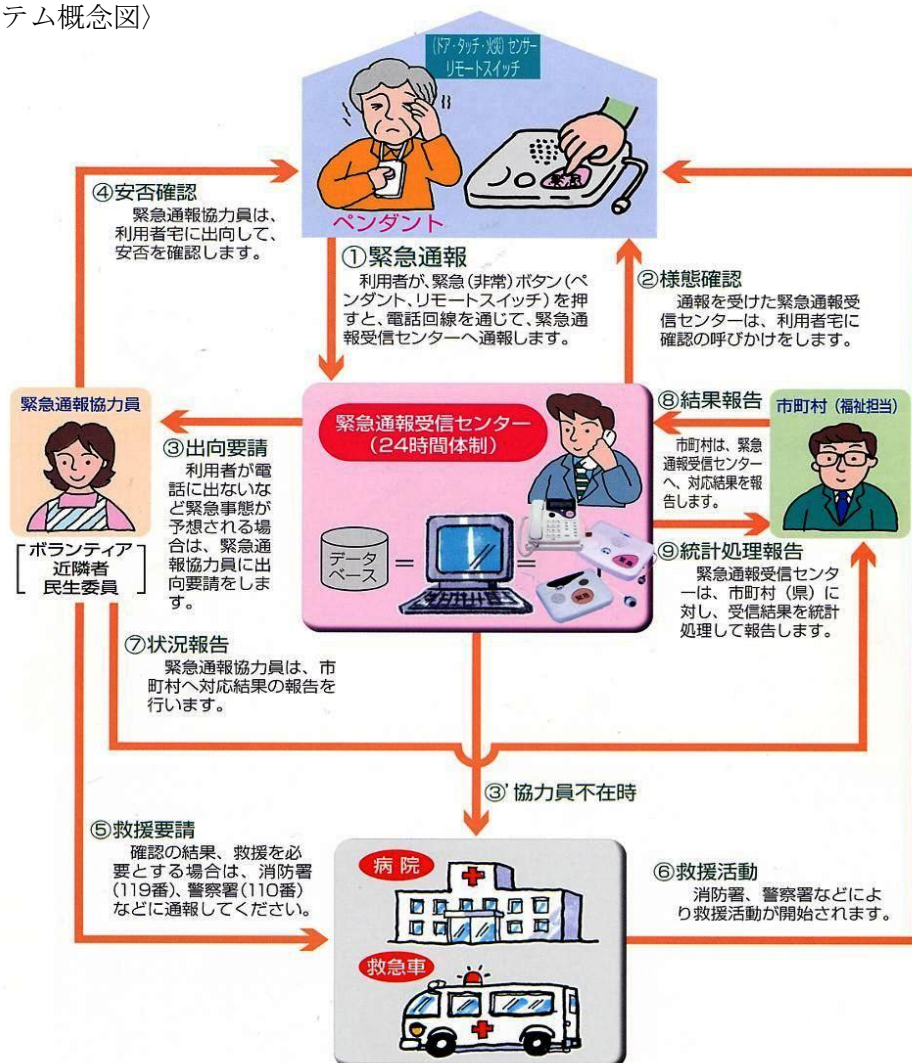 テム概念図〉
(ドア・タッチ・火災)センサー
リモートスイッチ
緊急
ペンダント
④安否確認
緊急通報協力員は、
利用者宅に出向して、
安否を確認します。
①緊急通報
利用者が、緊急(非常)ボタン(ペ
ンダント、リモートスイッチ)を押
すと、電話回線を通じて、緊急通
報受信センターへ通報します。
②様態確認
通報を受けた緊急通報受
信センターは、利用者宅に
確認の呼びかけをします。
緊急通報協力員
[ボランティア
近隣者
民生委員]
③出向要請
利用者が電
話に出ないな
ど緊急事態が
予想される場
合は、緊急通
報協力員に出
向要請をしま
す。
緊急通報受信センター
(24時間体制)
データ
ベース
=
=
⑧結果報告
市町村は、緊急
通報受信センター
へ、対応結果を報
告します。
市町村(福祉担当)
⑨統計処理報告
緊急通報受信センタ
ーは、市町村(県)に
対し、受信結果を統計
処理して報告します。
⑦状況報告
緊急通報協力員は、市
町村へ対応結果の報告を
行います。
③'協力員不在時
⑤救援要請
確認の結果、救援を必
要とする場合は、消防署
(119番)、警察署(110番)
などに通報してください。
病院
救急車
⑥救援活動
消防署、警察署などによ
り救援活動が開始されます。